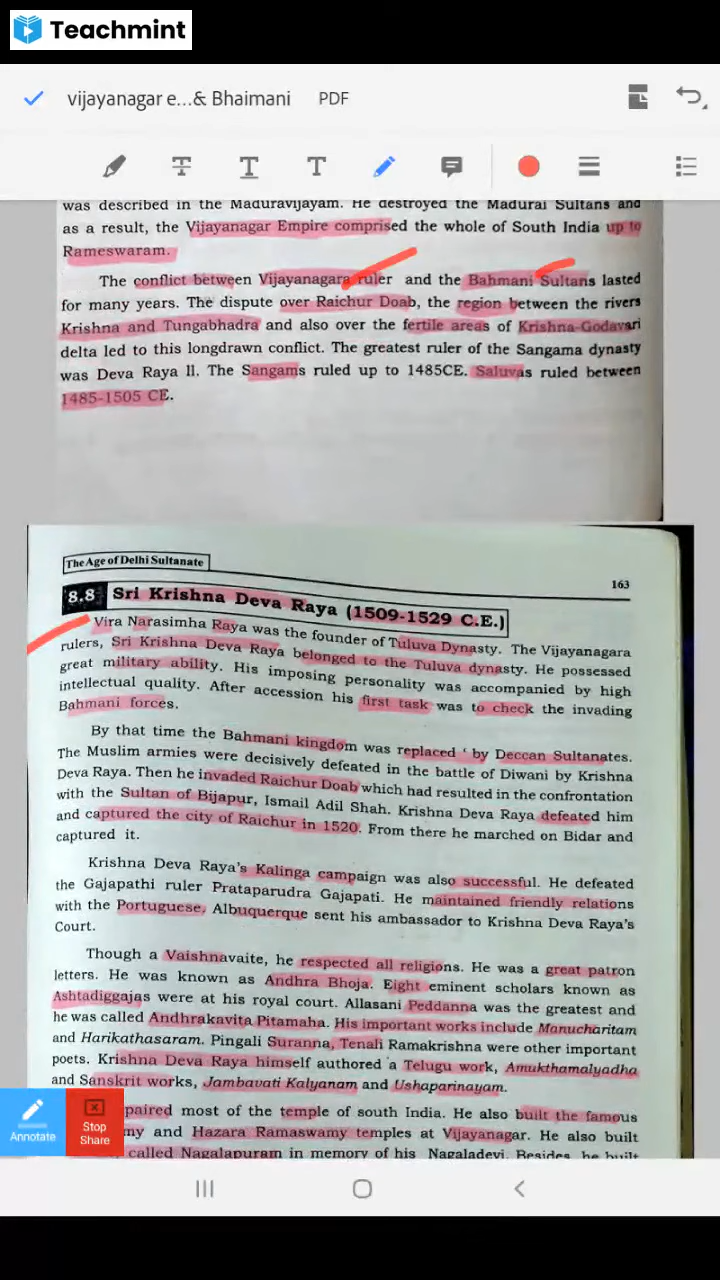 Teachmint
vijayanagar e...& Bhaimani PDF
was described in the Maduravijayam. He destroyed the Madurai Sultans and
as a result, the Vijayanagar Empire comprised the whole of South India up to
Rameswaram.
The conflict between Vijayanagara ruler and the Bahmani Sultans lasted
for many years. The dispute over Raichur Doab, the region between the rivers
Krishna and Tungabhadra and also over the fertile areas of Krishna-Godavari
delta led to this longdrawn conflict. The greatest ruler of the Sangama dynasty
was Deva Raya ll. The Sangams ruled up to 1485CE. Saluvas ruled between
1485-1505 CE.
The Age of Delhi Sultanate
163
8.8 Sri Krishna Deva Raya (1509-1529 C.E.)
Vira Narasimha Raya was the founder of Tuluva Dynasty. The Vijayanagara
rulers, Sri Krishna Deva Raya belonged to the Tuluva dynasty. He possessed
great military ability. His imposing personality was accompanied by high
intellectual quality. After accession his first task was to check the invading
Bahmani forces.
By that time the Bahmani kingdom was replaced ' by Deccan Sultanates.
The Muslim armies were decisively defeated in the battle of Diwani by Krishna
Deva Raya. Then he invaded Raichur Doab which had resulted in the confrontation
with the Sultan of Bijapur, Ismail Adil Shah. Krishna Deva Raya defeated him
and captured the city of Raichur in 1520. From there he marched on Bidar and
captured it.
Krishna Deva Raya's Kalinga campaign was also successful. He defeated
the Gajapathi ruler Prataparudra Gajapati. He maintained friendly relations
with the Portuguese. Albuquerque sent his ambassador to Krishna Deva Raya's
Court.
Though a Vaishnavaite, he respected all religions. He was a great patron
letters. He was known as Andhra Bhoja. Eight eminent scholars known as
Ashtadiggajas were at his royal court. Allasani Peddanna was the greatest and
he was called Andhrakavita Pitamaha. His important works include Manucharitam
and Harikathasaram. Pingali Suranna, Tenali Ramakrishna were other important
poets. Krishna Deva Raya himself authored a Telugu work, Amukthamalyadha
and Sanskrit works, Jambavati Kalyanam and Ushaparinayam.
paired most of the temple of south India. He also built the famous
my and Hazara Ramaswamy temples at Vijayanagar. He also built
called Nagalapuram in memory of his Nagaladevi. Besides, he built
Annotate
Stop
Share